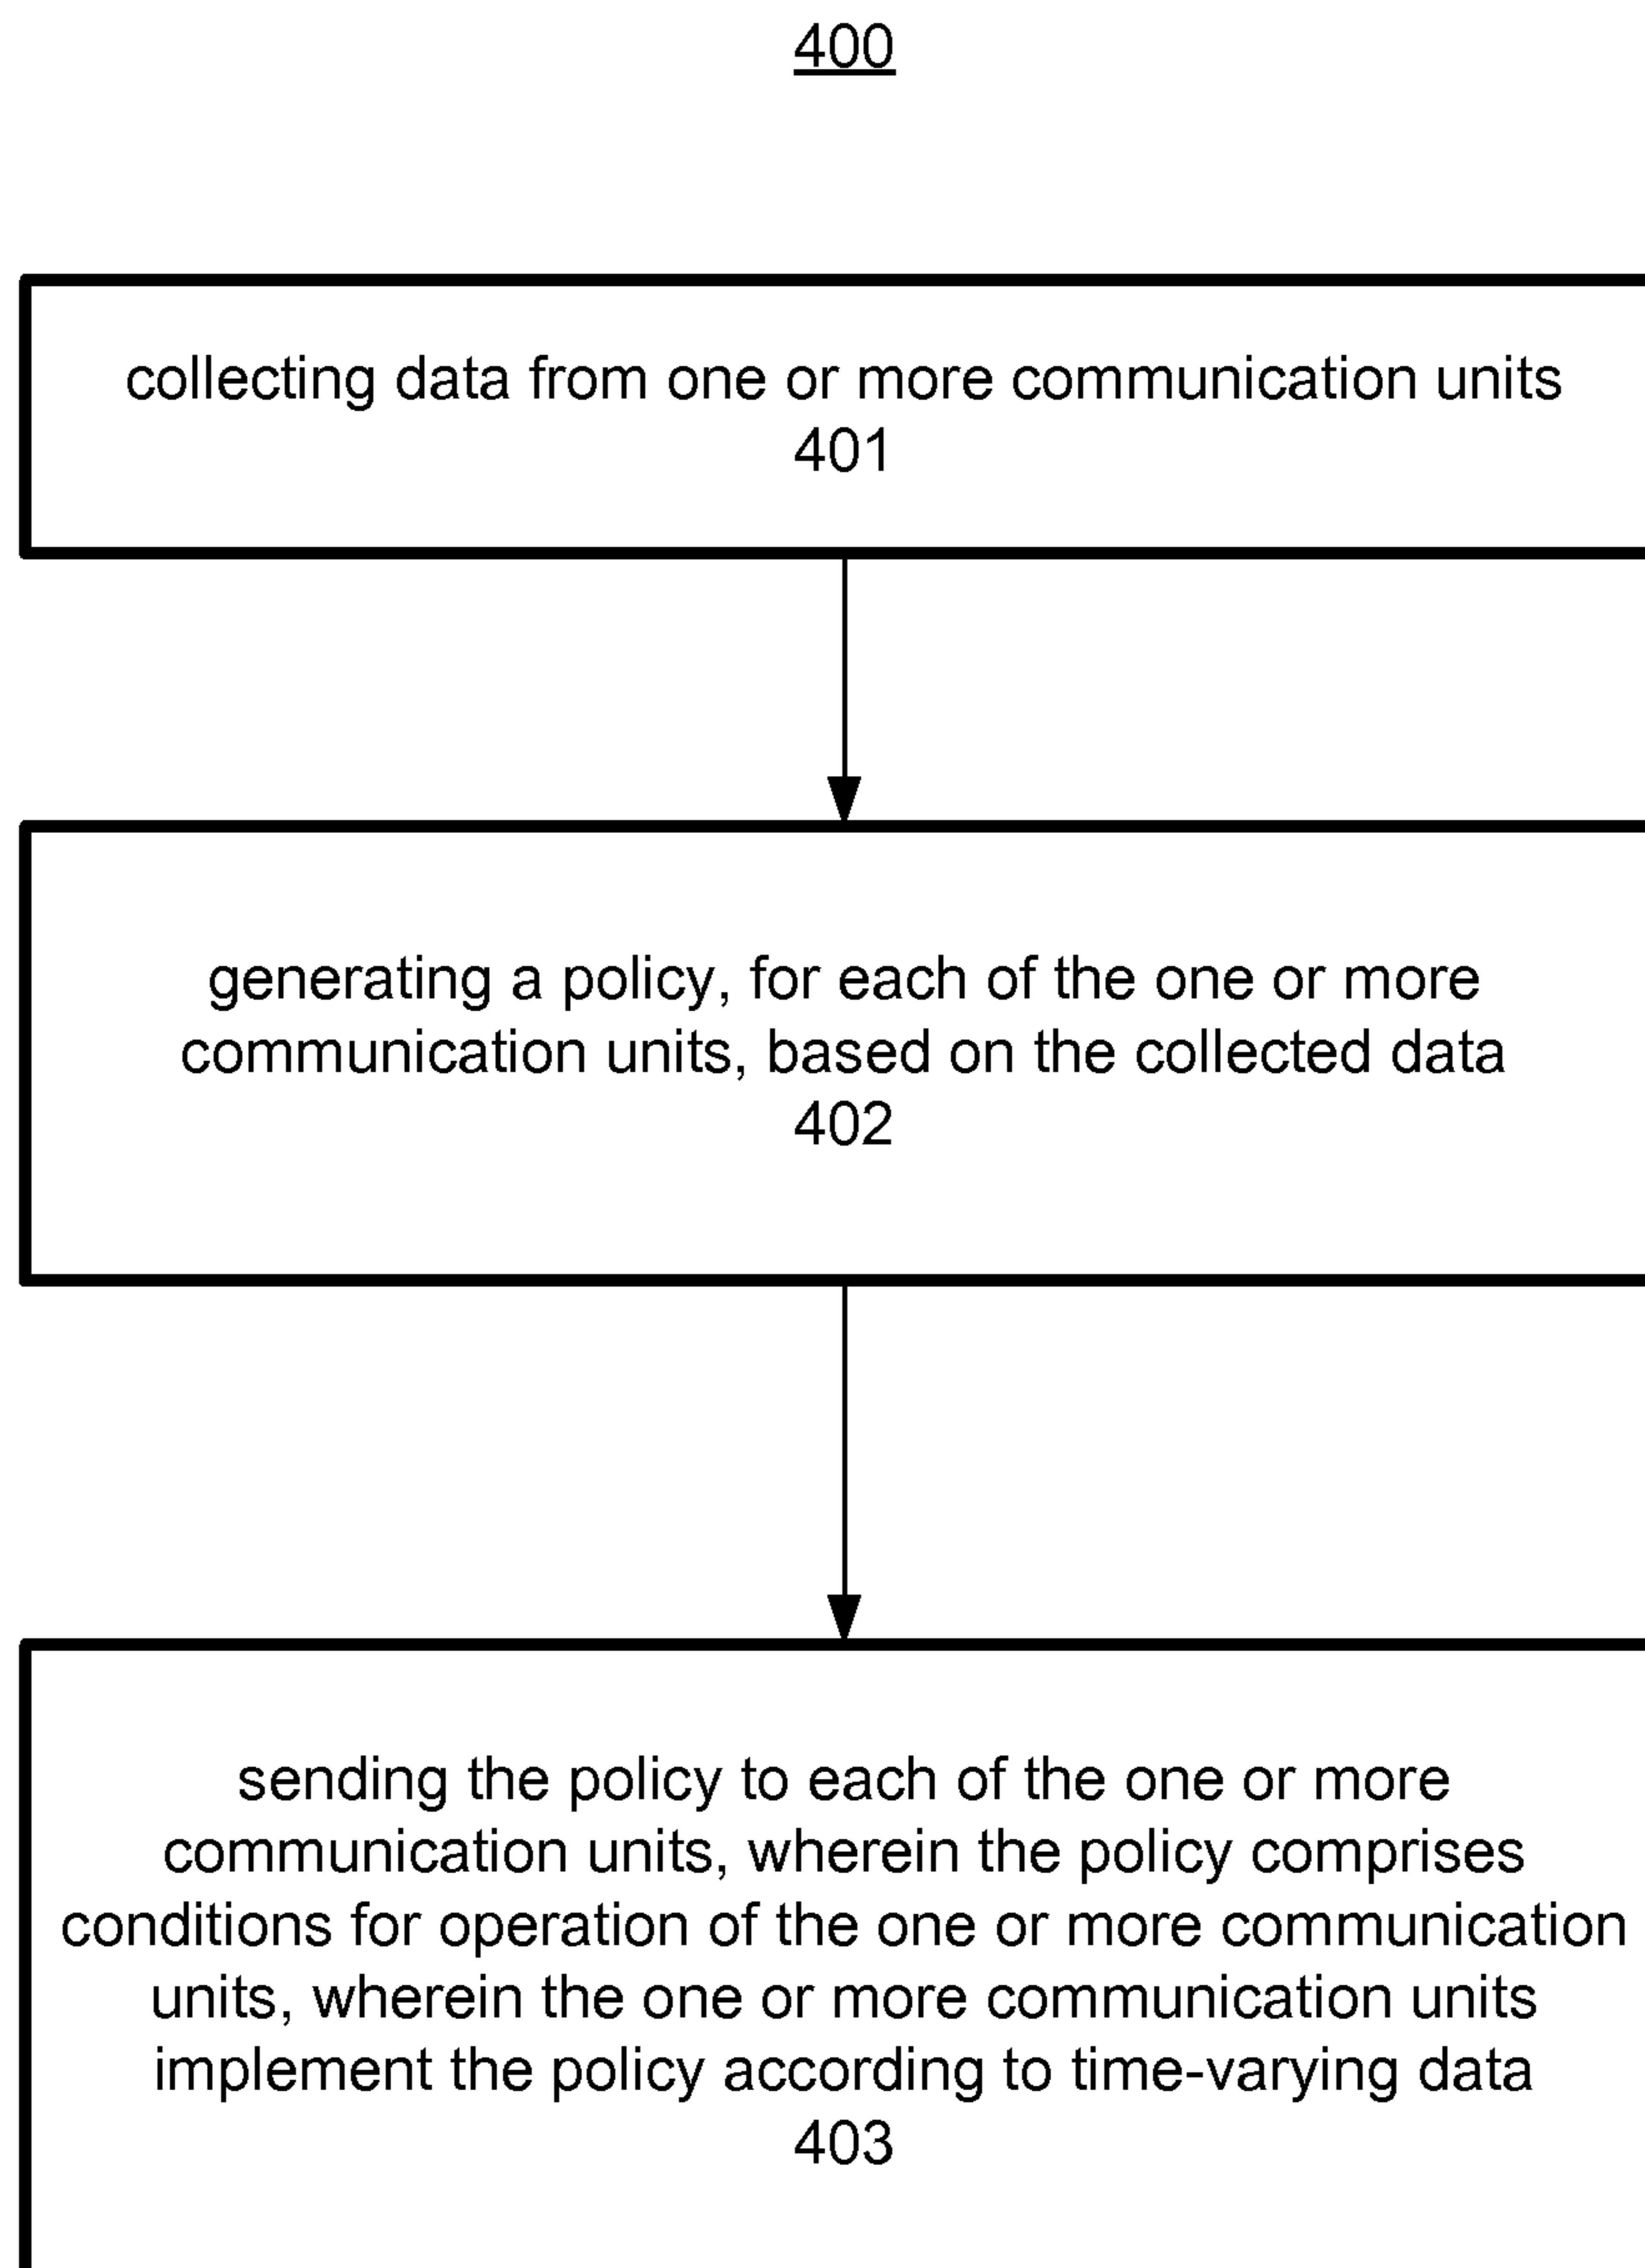 400
collecting data from one or more communication units
401
generating a policy, for each of the one or more
communication units, based on the collected data
402
sending the policy to each of the one or more
communication units, wherein the policy comprises
conditions for operation of the one or more communication
units, wherein the one or more communication units
implement the policy according to time-varying data
403